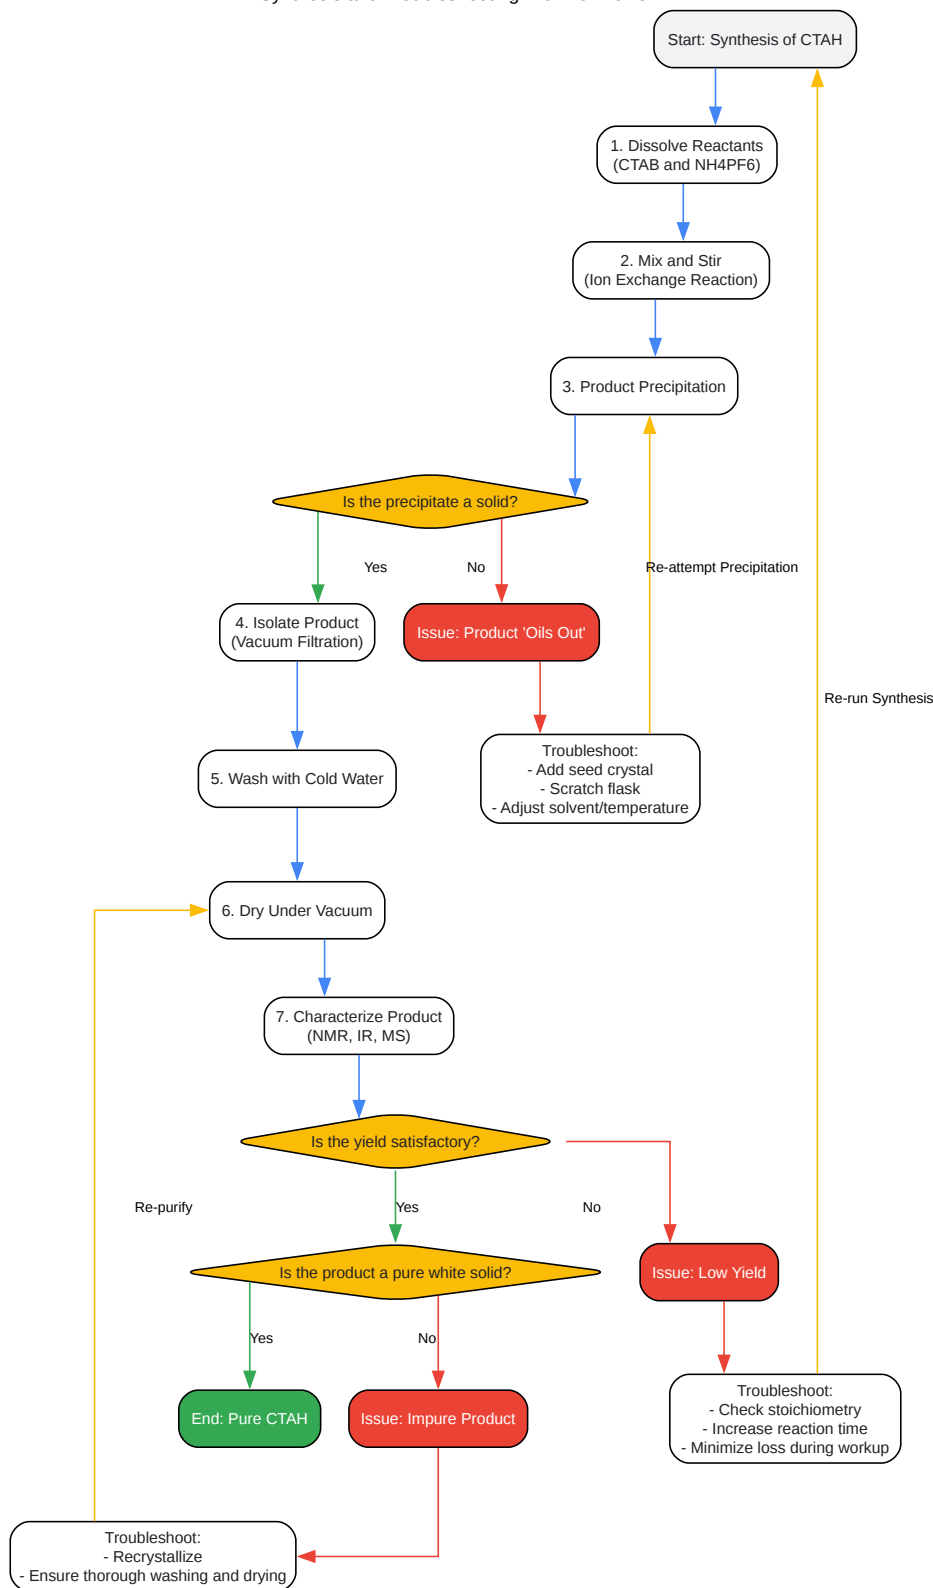 Start: Synthesis of CTAH
1. Dissolve Reactants
(CTAB and NH4PF6)
2. Mix and Stir
(Ion Exchange Reaction)
3. Product Precipitation
Is the precipitate a solid?
Yes
No
Re-attempt Precipitation
4. Isolate Product
(Vacuum Filtration)
Issue: Product 'Oils Out'
Re-run Synthesis
5. Wash with Cold Water
Troubleshoot:
- Add seed crystal
- Scratch flask
- Adjust solvent/temperature
6. Dry Under Vacuum
7. Characterize Product
(NMR, IR, MS)
Is the yield satisfactory?
Re-purify
Yes
No
Is the product a pure white solid?
Issue: Low Yield
Yes
No
End: Pure CTAH
Issue: Impure Product
Troubleshoot:
- Check stoichiometry
- Increase reaction time
- Minimize loss during workup
Troubleshoot:
- Recrystallize
- Ensure thorough washing and drying